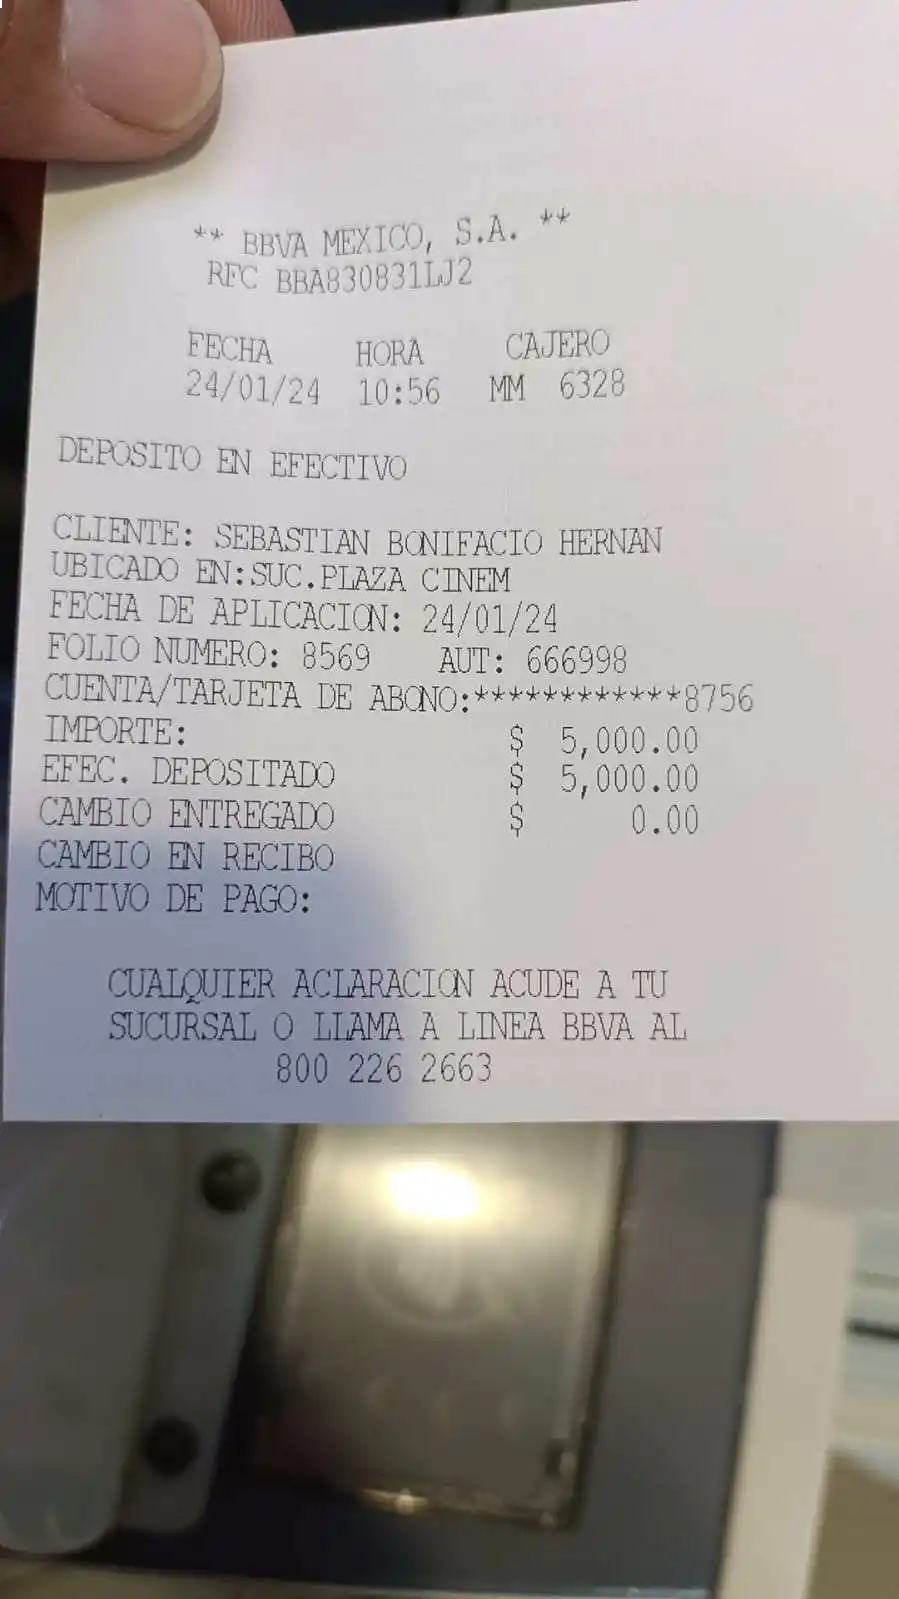 ** BBVA MEXICO, S.A. **
RFC BBA830831LJ2
FECHA HORA CAJERO
24/01/24 10:56 MM 6328
DEPOSITO EN EFECTIVO
CLIENTE: SEBASTIAN BONIFACIO HERNAN
UBICADO EN:SUC.PLAZA CINEM
FECHA DE APLICACION: 24/01/24
FOLIO NUMERO: 8569 AUT: 666998
CUENTA/TARJETA DE ABONO:************8756
IMPORTE: $ 5,000.00
EFEC. DEPOSITADO $ 5,000.00
CAMBIO ENTREGADO $ 0.00
CAMBIO EN RECIBO
MOTIVO DE PAGO:
CUALQUIER ACLARACION ACUDE A TU
SUCURSAL O LLAMA A LINEA BBVA AL
800 226 2663